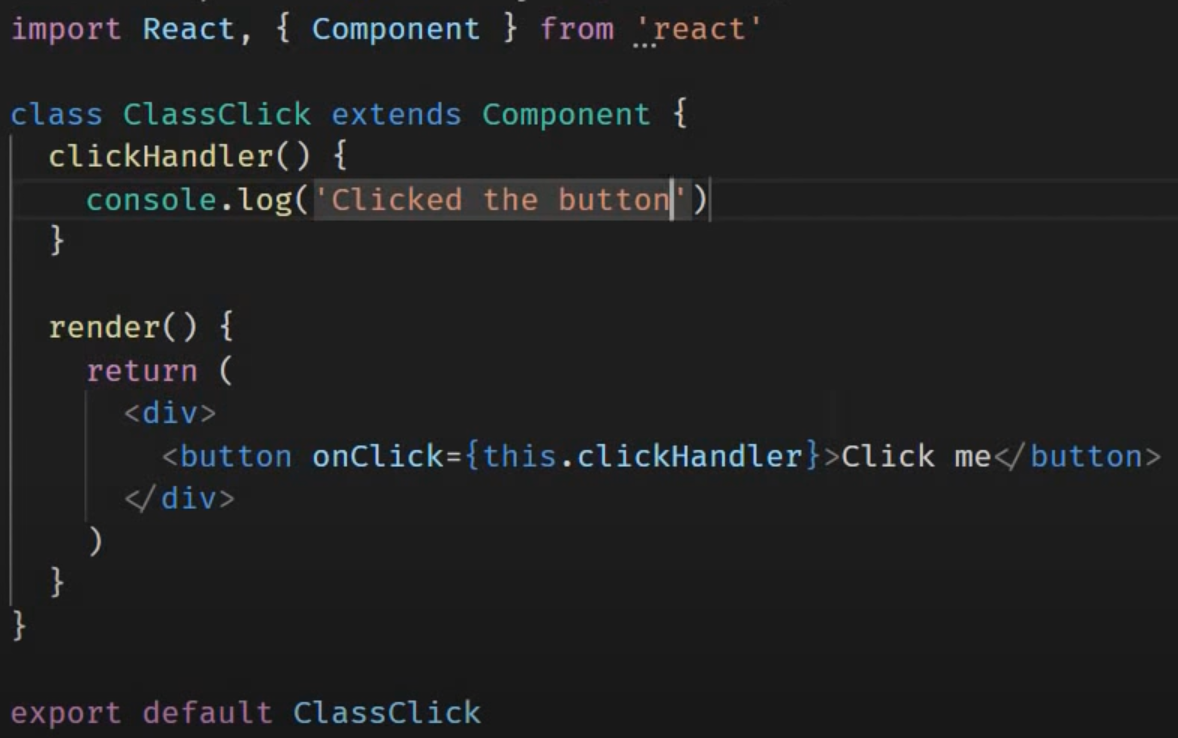 import React, { Component } from 'react'
class ClassClick extends Component {
clickHandler() {
console.log('Clicked the button')
}
render() {
return (
<div>
<button onClick={this.clickHandler}>Click me</button>
</div>
)
}
}
export default ClassClick